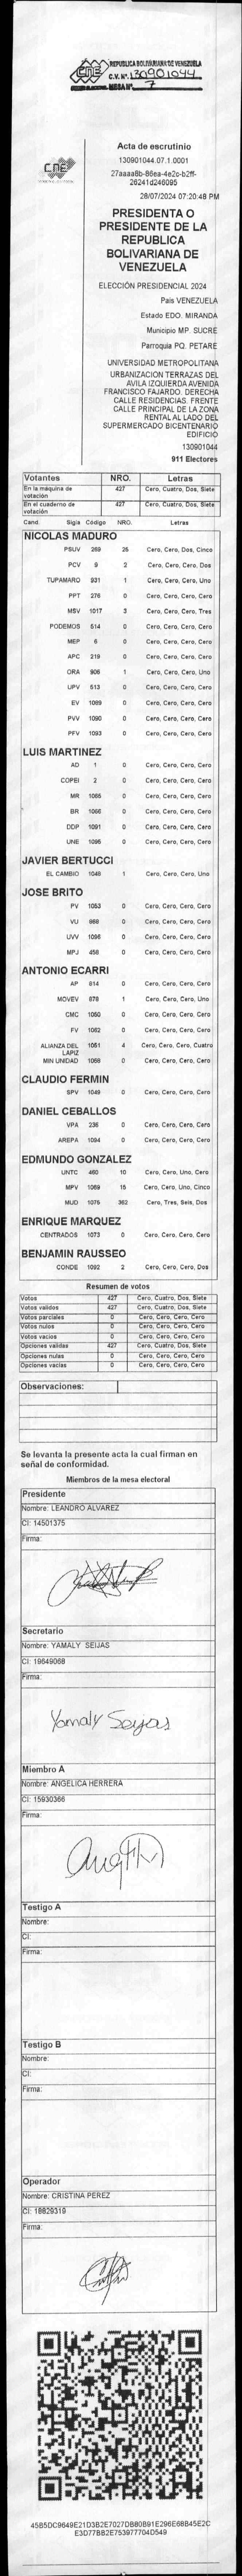 CNE REPUBLICA BOLIVARIANA DE VENEZUELA
C.V. N°. 130901044
MESA N° 7
CNE
Acta de escrutinio
130901044.07.1.0001
27aaaa8b-86ea-4e2c-b2ff-
26241d246095
28/07/2024 07:20:48 PM
PRESIDENTA O
PRESIDENTE DE LA
REPUBLICA
BOLIVARIANA DE
VENEZUELA
ELECCIÓN PRESIDENCIAL 2024
Pais VENEZUELA
Estado EDO. MIRANDA
Municipio MP. SUCRE
Parroquia PQ. PETARE
UNIVERSIDAD METROPOLITANA
URBANIZACION TERRAZAS DEL
AVILA IZQUIERDA AVENIDA
FRANCISCO FAJARDO. DERECHA
CALLE RESIDENCIAS. FRENTE
CALLE PRINCIPAL DE LA ZONA
RENTAL AL LADO DEL
SUPERMERCADO BICENTENARIO
EDIFICIO
130901044
911 Electores
Votantes NRO. Letras
En la máquina de votación 427 Cero, Cuatro, Dos, Siete
En el cuaderno de votación 427 Cero, Cuatro, Dos, Siete
Cand. Sigla Código NRO. Letras
NICOLAS MADURO
PSUV 269 25 Cero, Cero, Dos, Cinco
PCV 9 2 Cero, Cero, Cero, Dos
TUPAMARO 931 1 Cero, Cero, Cero, Uno
PPT 276 0 Cero, Cero, Cero, Cero
MSV 1017 3 Cero, Cero, Cero, Tres
PODEMOS 514 0 Cero, Cero, Cero, Cero
MEP 6 0 Cero, Cero, Cero, Cero
APC 219 0 Cero, Cero, Cero, Cero
ORA 906 1 Cero, Cero, Cero, Uno
UPV 513 0 Cero, Cero, Cero, Cero
EV 1089 0 Cero, Cero, Cero, Cero
PVV 1090 0 Cero, Cero, Cero, Cero
PFV 1093 0 Cero, Cero, Cero, Cero
LUIS MARTINEZ
AD 1 0 Cero, Cero, Cero, Cero
COPEI 2 0 Cero, Cero, Cero, Cero
MR 1065 0 Cero, Cero, Cero, Cero
BR 1066 0 Cero, Cero, Cero, Cero
DDP 1091 0 Cero, Cero, Cero, Cero
UNE 1095 0 Cero, Cero, Cero, Cero
JAVIER BERTUCCI
EL CAMBIO 1048 1 Cero, Cero, Cero, Uno
JOSE BRITO
PV 1053 0 Cero, Cero, Cero, Cero
VU 968 0 Cero, Cero, Cero, Cero
UVV 1096 0 Cero, Cero, Cero, Cero
MPJ 458 0 Cero, Cero, Cero, Cero
ANTONIO ECARRI
AP 814 0 Cero, Cero, Cero, Cero
MOVEV 878 1 Cero, Cero, Cero, Uno
CMC 1050 0 Cero, Cero, Cero, Cero
FV 1062 0 Cero, Cero, Cero, Cero
ALIANZA DEL LAPIZ 1051 4 Cero, Cero, Cero, Cuatro
MIN UNIDAD 1068 0 Cero, Cero, Cero, Cero
CLAUDIO FERMIN
SPV 1049 0 Cero, Cero, Cero, Cero
DANIEL CEBALLOS
VPA 236 0 Cero, Cero, Cero, Cero
AREPA 1094 0 Cero, Cero, Cero, Cero
EDMUNDO GONZALEZ
UNTC 460 10 Cero, Cero, Uno, Cero
MPV 1069 15 Cero, Cero, Uno, Cinco
MUD 1075 362 Cero, Tres, Seis, Dos
ENRIQUE MARQUEZ
CENTRADOS 1073 0 Cero, Cero, Cero, Cero
BENJAMIN RAUSSEO
CONDE 1092 2 Cero, Cero, Cero, Dos
Resumen de votos
Votos 427 Cero, Cuatro, Dos, Siete
Votos validos 427 Cero, Cuatro, Dos, Siete
Votos parciales 0 Cero, Cero, Cero, Cero
Votos nulos 0 Cero, Cero, Cero, Cero
Votos vacios 0 Cero, Cero, Cero, Cero
Opciones validas 427 Cero, Cuatro, Dos, Siete
Opciones nulas 0 Cero, Cero, Cero, Cero
Opciones vacias 0 Cero, Cero, Cero, Cero
Observaciones:
Se levanta la presente acta la cual firman en
señal de conformidad.
Miembros de la mesa electoral
Presidente
Nombre: LEANDRO ALVAREZ
CI: 14501375
Firma:
Secretario
Nombre: YAMALY SEIJAS
CI: 19649068
Firma:
Yamaly Seijas
Miembro A
Nombre: ANGELICA HERRERA
CI: 15930366
Firma:
Testigo A
Nombre:
CI:
Firma:
Testigo B
Nombre:
CI:
Firma:
Operador
Nombre: CRISTINA PEREZ
CI: 18829319
Firma:
45B5DC9649E21D3B2E7027DB80B91E296E68B45E2C
E3D77BB2E753977704D549